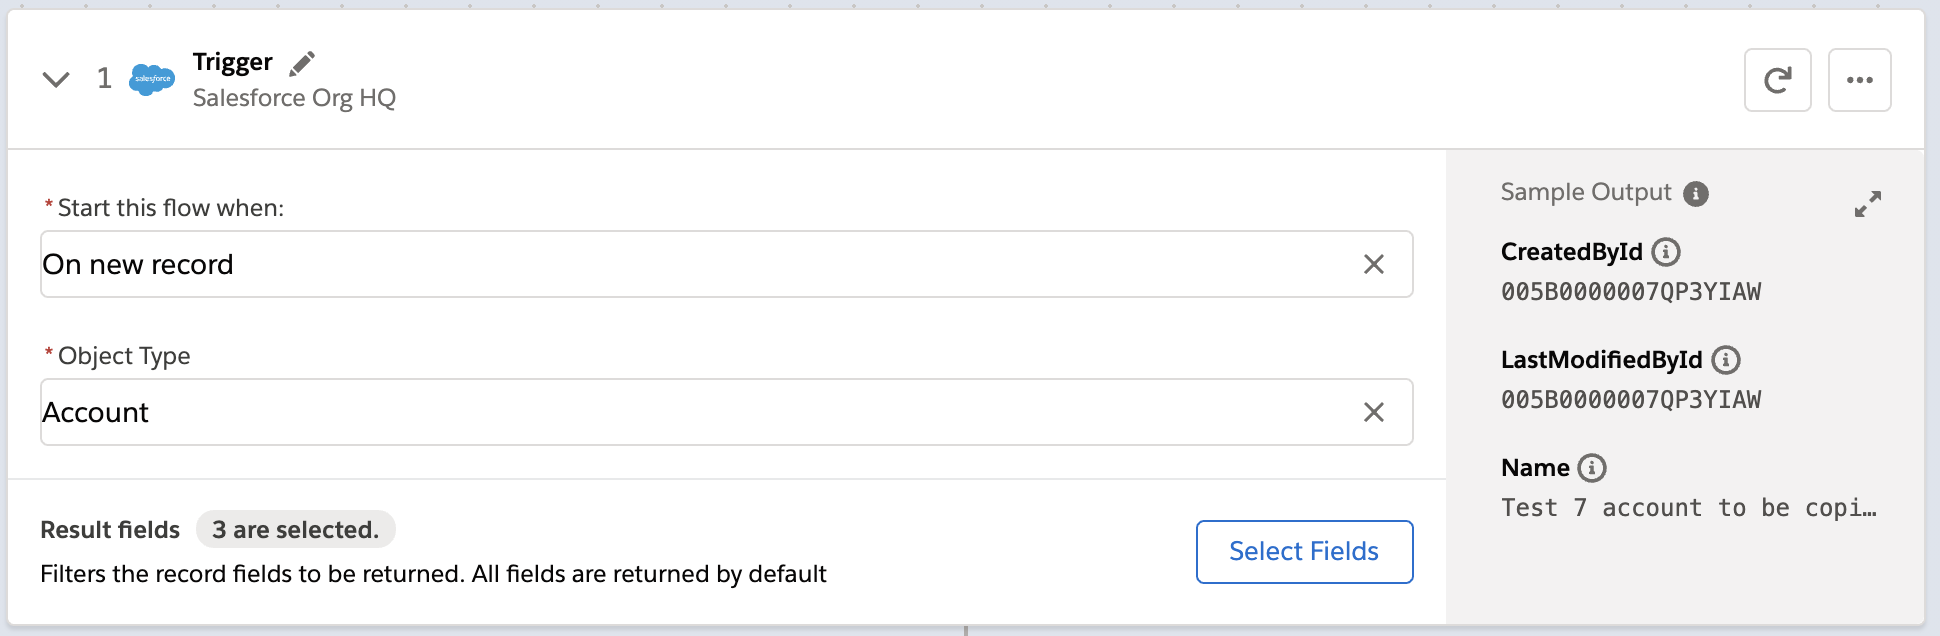 1
salesforce
Trigger
Salesforce Org HQ
* Start this flow when:
On new record
* Object Type
Account
Result fields 3 are selected.
Filters the record fields to be returned. All fields are returned by default
Select Fields
Sample Output
CreatedById
005B0000007QP3YIAW
LastModifiedById
005B0000007QP3YIAW
Name
Test 7 account to be copi…